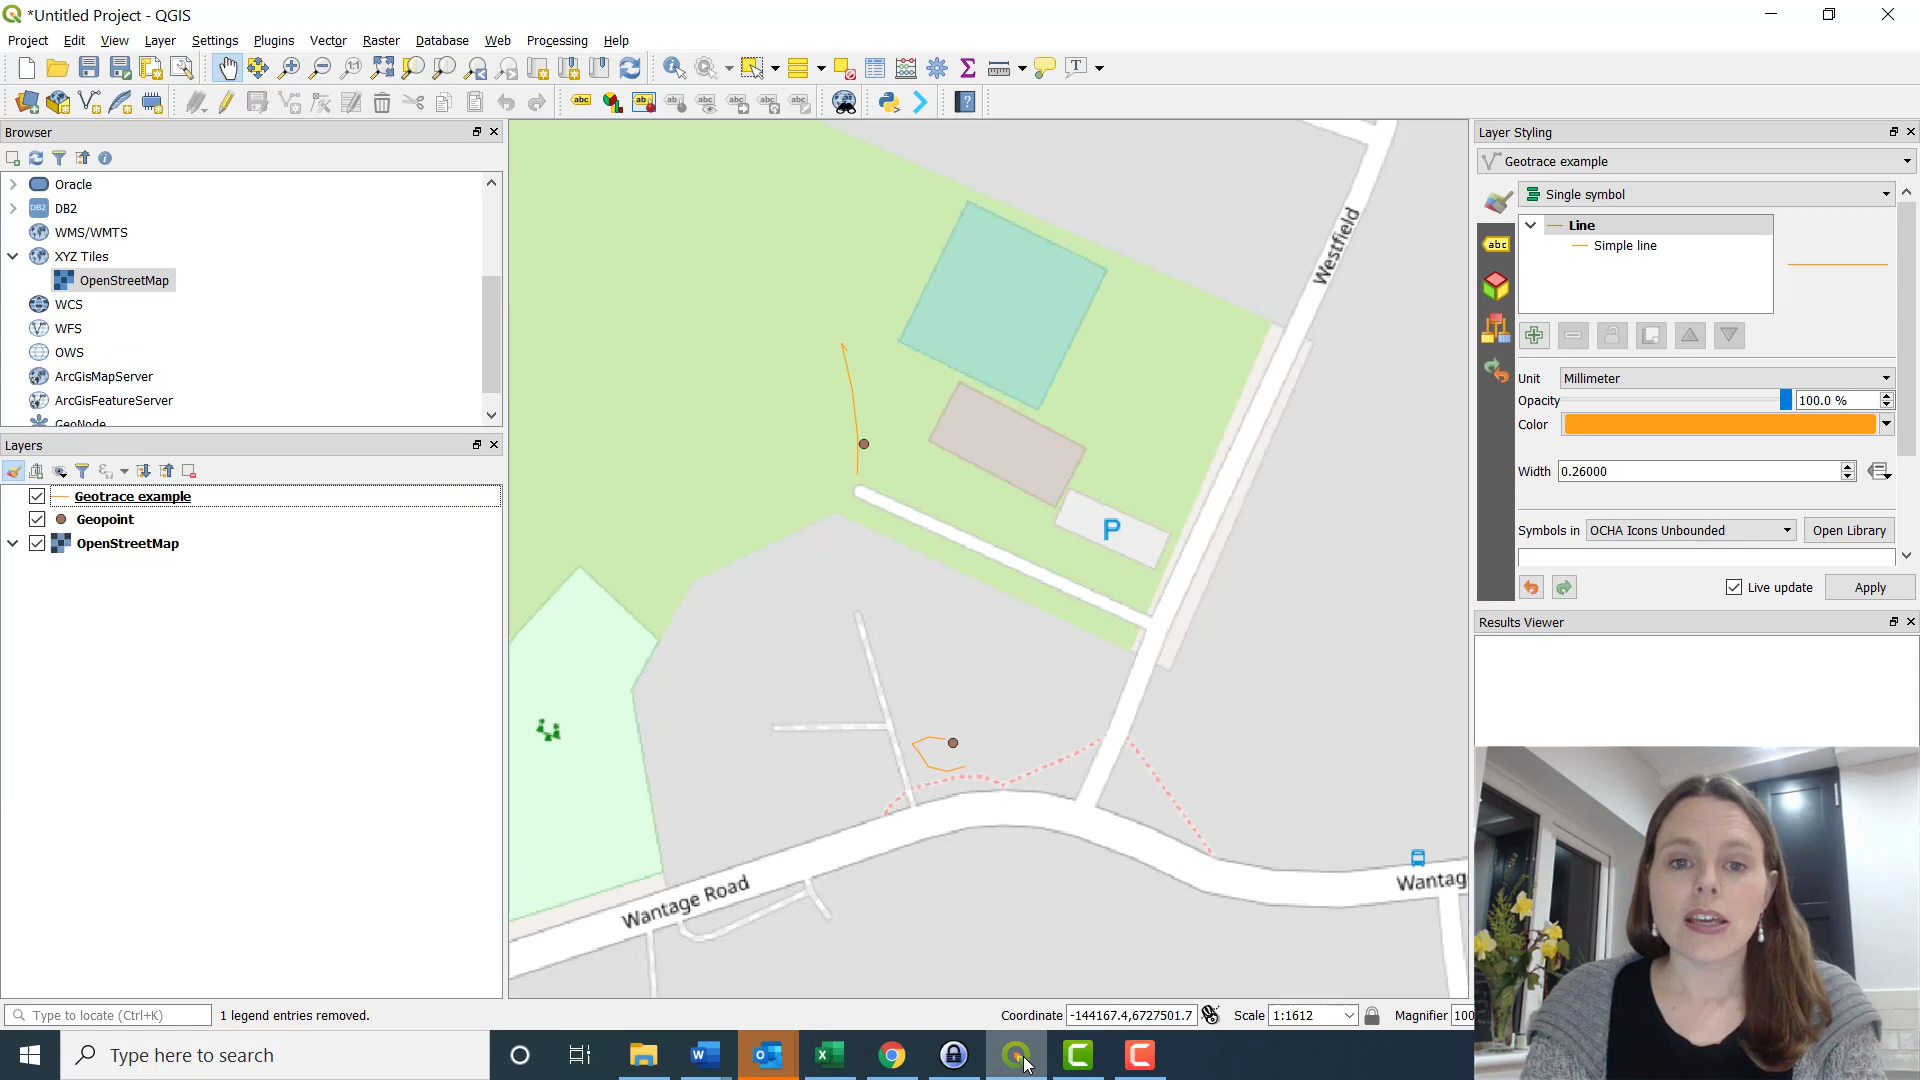 *Untitled Project - QGIS
Project Edit View Layer Settings Plugins Vector Raster Database Web Processing Help
Browser
Oracle
DB2
WMS/WMTS
XYZ Tiles
OpenStreetMap
WCS
WFS
OWS
ArcGisMapServer
ArcGisFeatureServer
GeoNode
Layers
Geotrace example
Geopoint
OpenStreetMap
Westfield
P
Wantage Road
Wantag
Layer Styling
Geotrace example
Single symbol
Line
Simple line
abc
Unit Millimeter
Opacity 100.0 %
Color
Width 0.26000
Symbols in OCHA Icons Unbounded Open Library
Live update Apply
Results Viewer
Type to locate (Ctrl+K) 1 legend entries removed. Coordinate -144167.4,6727501.7 Scale 1:1612 Magnifier 100
Type here to search